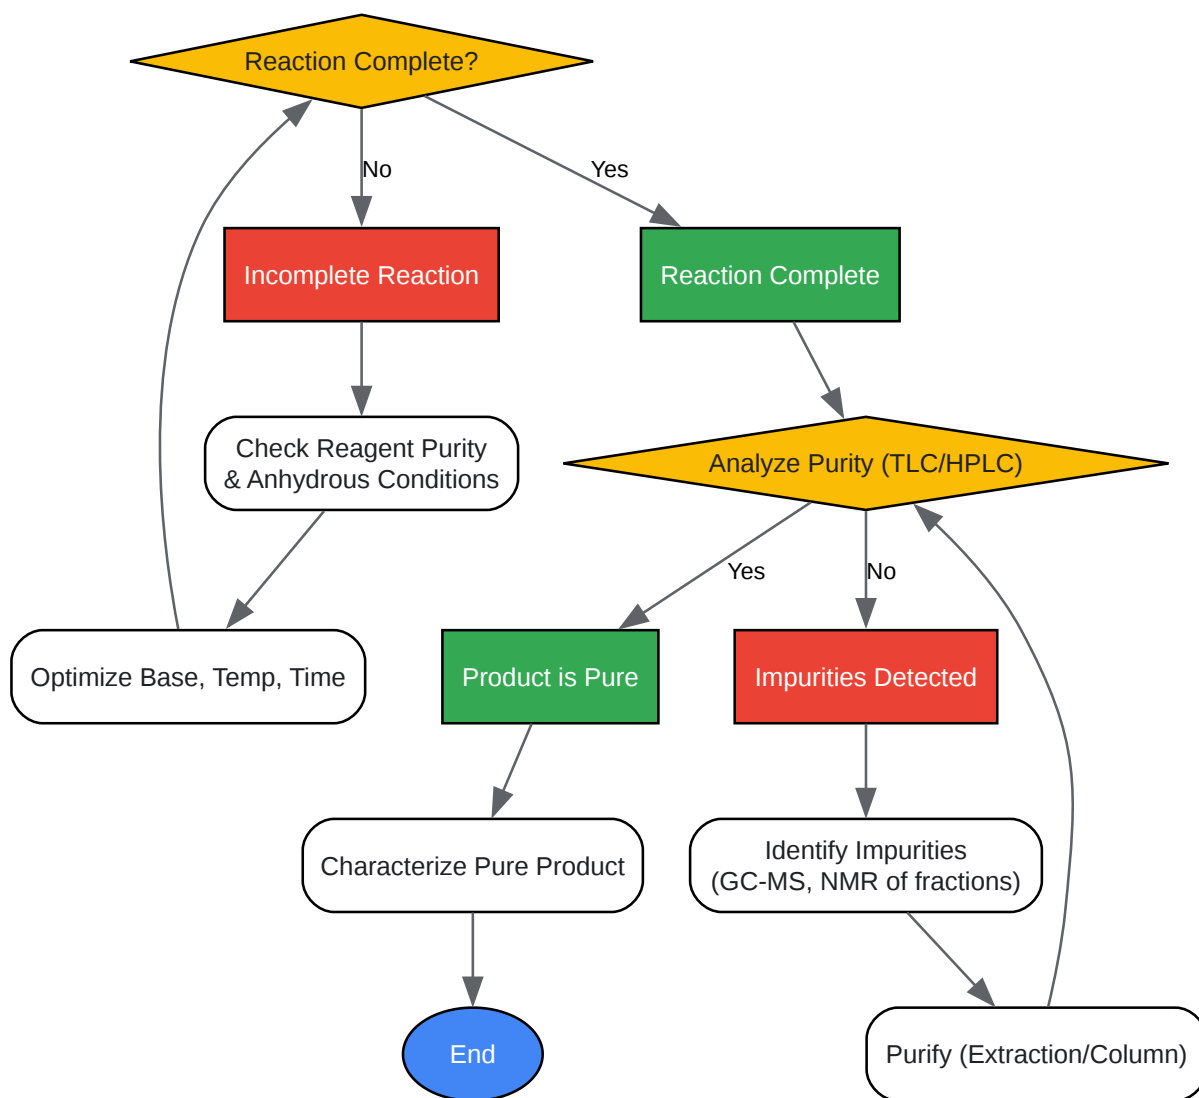 Reaction Complete?
No
Yes
Incomplete Reaction
Reaction Complete
Check Reagent Purity
& Anhydrous Conditions
Analyze Purity (TLC/HPLC)
Yes
No
Optimize Base, Temp, Time
Product is Pure
Impurities Detected
Characterize Pure Product
Identify Impurities
(GC-MS, NMR of fractions)
End
Purify (Extraction/Column)